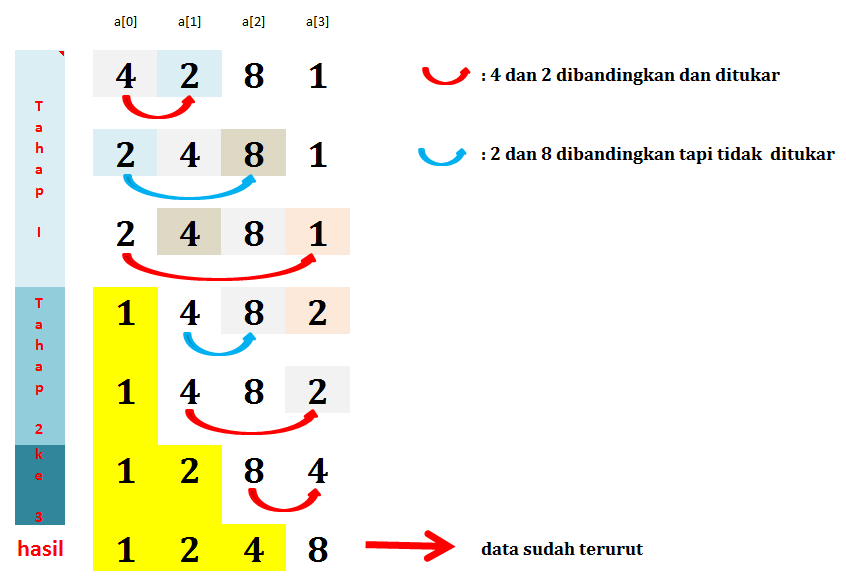 a[0] a[1] a[2] a[3]
4 2 8 1
: 4 dan 2 dibandingkan dan ditukar
2 4 8 1
: 2 dan 8 dibandingkan tapi tidak ditukar
2 4 8 1
Tahap I
1 4 8 2
1 4 8 2
Tahap 2
1 2 8 4
ke 3
hasil 1 2 4 8
data sudah terurut